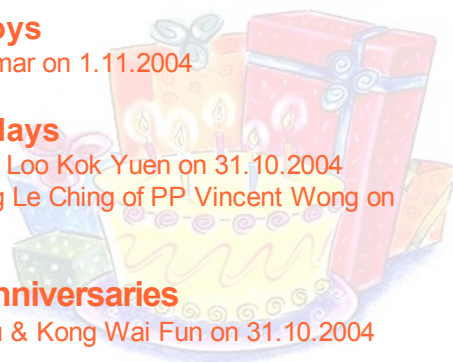 oys
mar on 1.11.2004
days
Loo Kok Yuen on 31.10.2004
g Le Ching of PP Vincent Wong on
nniversaries
& Kong Wai Fun on 31.10.2004